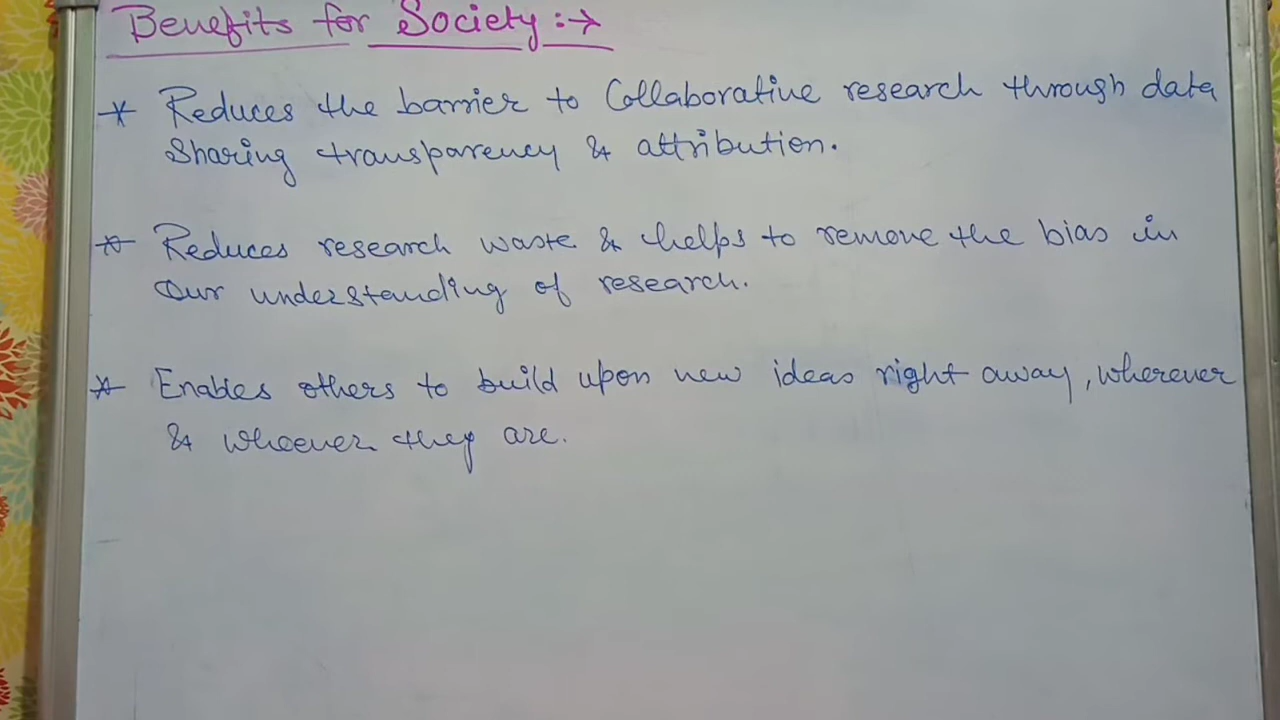 Benefits for Society :→
* Reduces the barrier to Collaborative research through data
Sharing transparency & attribution.
* Reduces research waste & helps to remove the bias in
Our understanding of research.
* Enables others to build upon new ideas right away, wherever
& whoever they are.